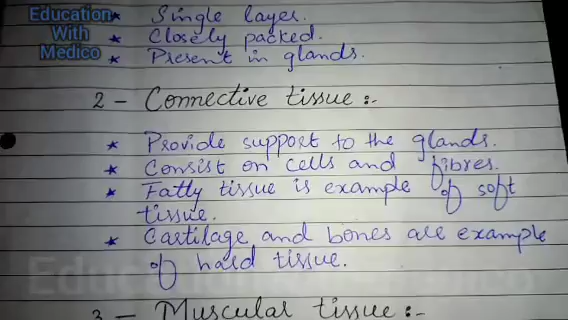 Education
With
Medico
* Single layer.
* Closely packed.
* Present in glands.
2 - Connective tissue :-
* Provide support to the glands.
* Consist on cells and fibres.
* Fatty tissue is example of soft
tissue.
* Cartilage and bones are example
of hard tissue.
3 - Muscular tissue :-